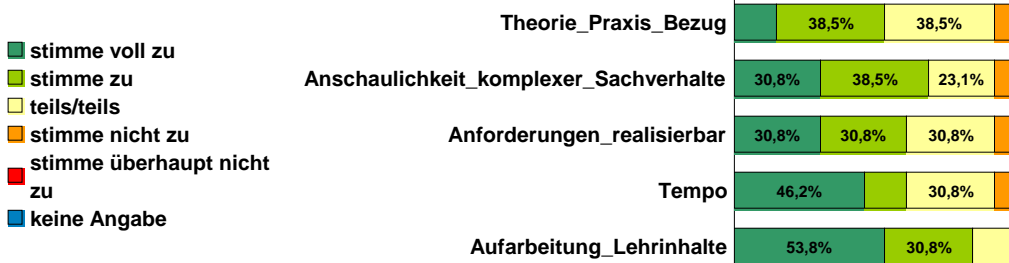 stimme voll zu
stimme zu
teils/teils
stimme nicht zu
stimme überhaupt nicht
zu
keine Angabe
Theorie_Praxis_Bezug 38,5% 38,5%
Anschaulichkeit_komplexer_Sachverhalte 30,8% 38,5% 23,1%
Anforderungen_realisierbar 30,8% 30,8% 30,8%
Tempo 46,2% 30,8%
Aufarbeitung_Lehrinhalte 53,8% 30,8%